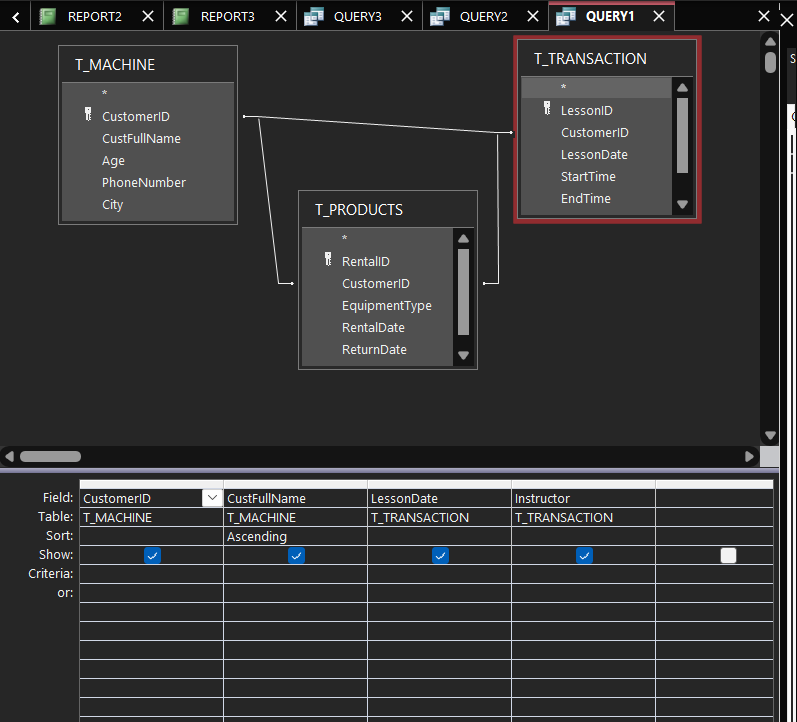 REPORT2 REPORT3 QUERY3 QUERY2 QUERY1
T_MACHINE
*
CustomerID
CustFullName
Age
PhoneNumber
City
T_PRODUCTS
*
RentalID
CustomerID
EquipmentType
RentalDate
ReturnDate
T_TRANSACTION
*
LessonID
CustomerID
LessonDate
StartTime
EndTime
Field: CustomerID CustFullName LessonDate Instructor
Table: T_MACHINE T_MACHINE T_TRANSACTION T_TRANSACTION
Sort: Ascending
Show:
Criteria:
or: